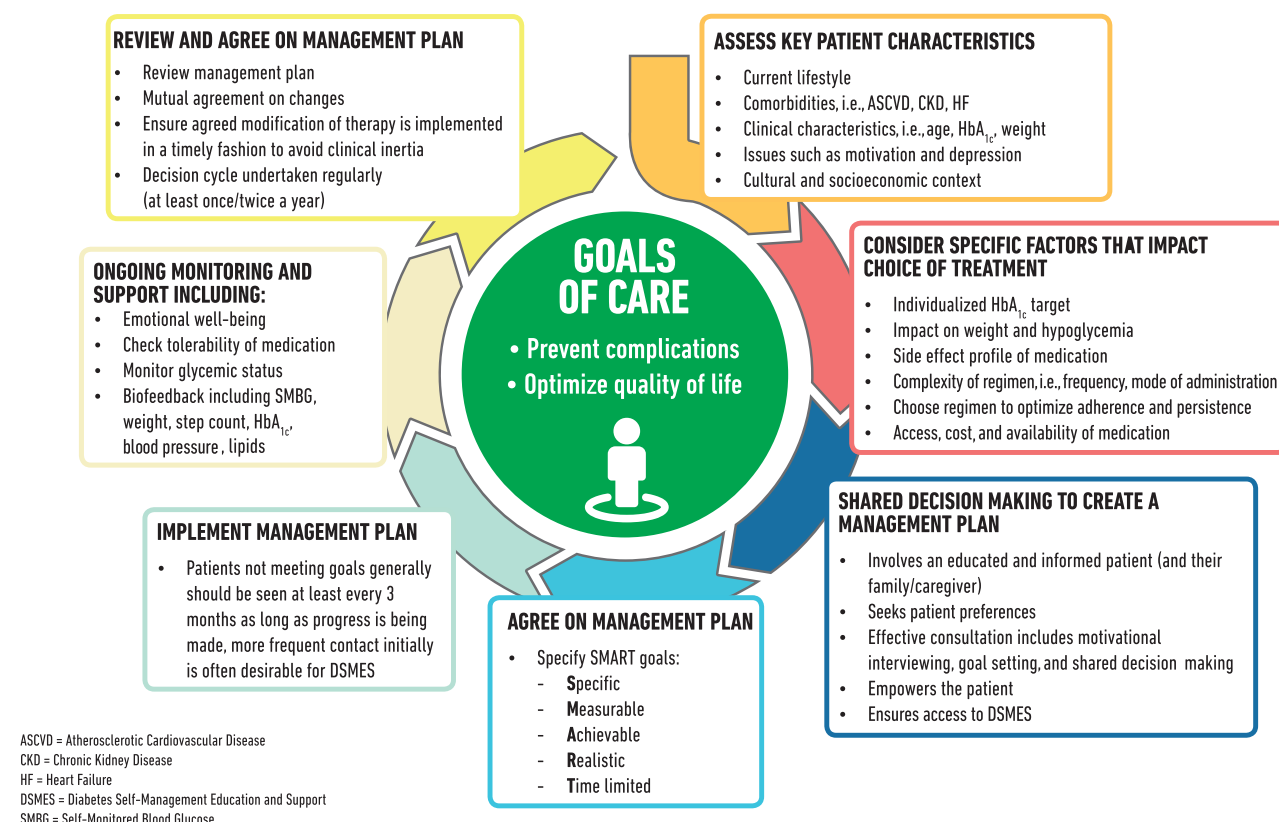 REVIEW AND AGREE ON MANAGEMENT PLAN
• Review management plan
• Mutual agreement on changes
• Ensure agreed modification of therapy is implemented
in a timely fashion to avoid clinical inertia
• Decision cycle undertaken regularly
(at least once/twice a year)
ASSESS KEY PATIENT CHARACTERISTICS
• Current lifestyle
• Comorbidities, i.e., ASCVD, CKD, HF
• Clinical characteristics, i.e., age, HbA1c, weight
• Issues such as motivation and depression
• Cultural and socioeconomic context
CONSIDER SPECIFIC FACTORS THAT IMPACT
CHOICE OF TREATMENT
• Individualized HbA1c target
• Impact on weight and hypoglycemia
• Side effect profile of medication
• Complexity of regimen, i.e., frequency, mode of administration
• Choose regimen to optimize adherence and persistence
• Access, cost, and availability of medication
SHARED DECISION MAKING TO CREATE A
MANAGEMENT PLAN
• Involves an educated and informed patient (and their
family/caregiver)
• Seeks patient preferences
• Effective consultation includes motivational
interviewing, goal setting, and shared decision making
• Empowers the patient
• Ensures access to DSMES
AGREE ON MANAGEMENT PLAN
• Specify SMART goals:
- Specific
- Measurable
- Achievable
- Realistic
- Time limited
IMPLEMENT MANAGEMENT PLAN
• Patients not meeting goals generally
should be seen at least every 3
months as long as progress is being
made, more frequent contact initially
is often desirable for DSMES
ONGOING MONITORING AND
SUPPORT INCLUDING:
• Emotional well-being
• Check tolerability of medication
• Monitor glycemic status
• Biofeedback including SMBG,
weight, step count, HbA1c,
blood pressure, lipids
GOALS
OF CARE
• Prevent complications
• Optimize quality of life
ASCVD = Atherosclerotic Cardiovascular Disease
CKD = Chronic Kidney Disease
HF = Heart Failure
DSMES = Diabetes Self-Management Education and Support
SMBG = Self-Monitored Blood Glucose